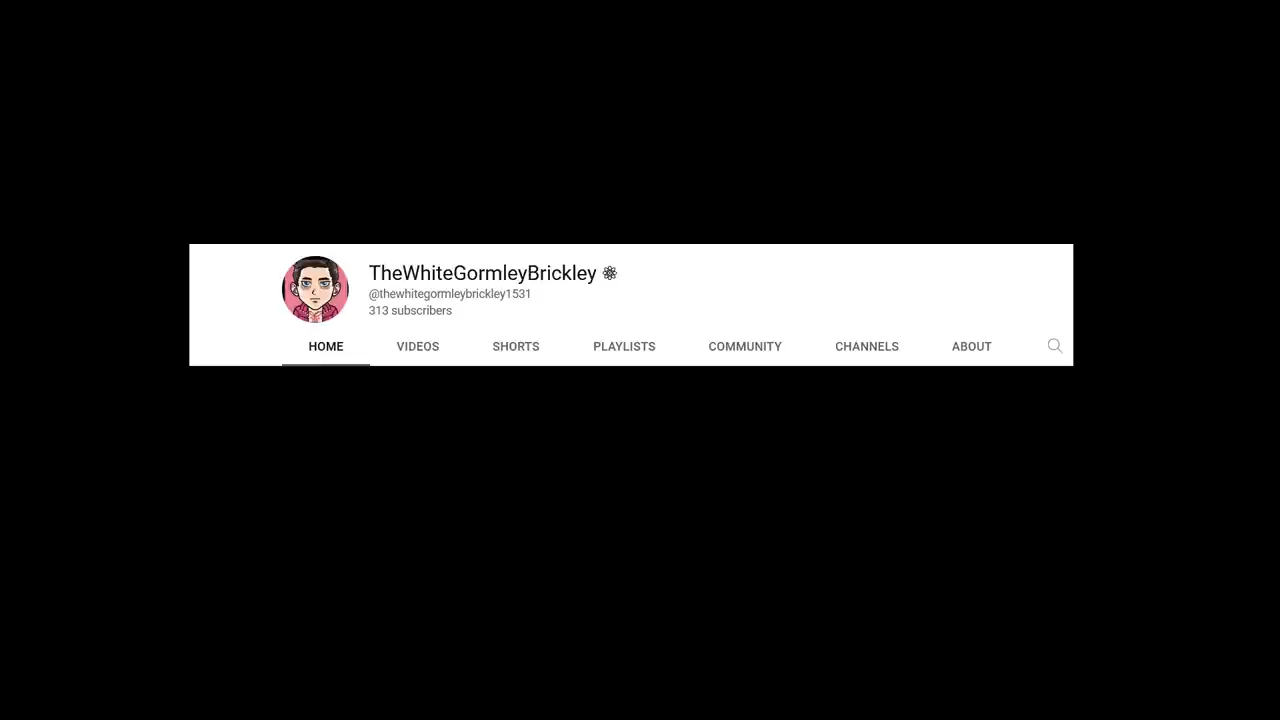 TheWhiteGormleyBrickley ⚛
@thewhitegormleybrickley1531
313 subscribers
HOME VIDEOS SHORTS PLAYLISTS COMMUNITY CHANNELS ABOUT